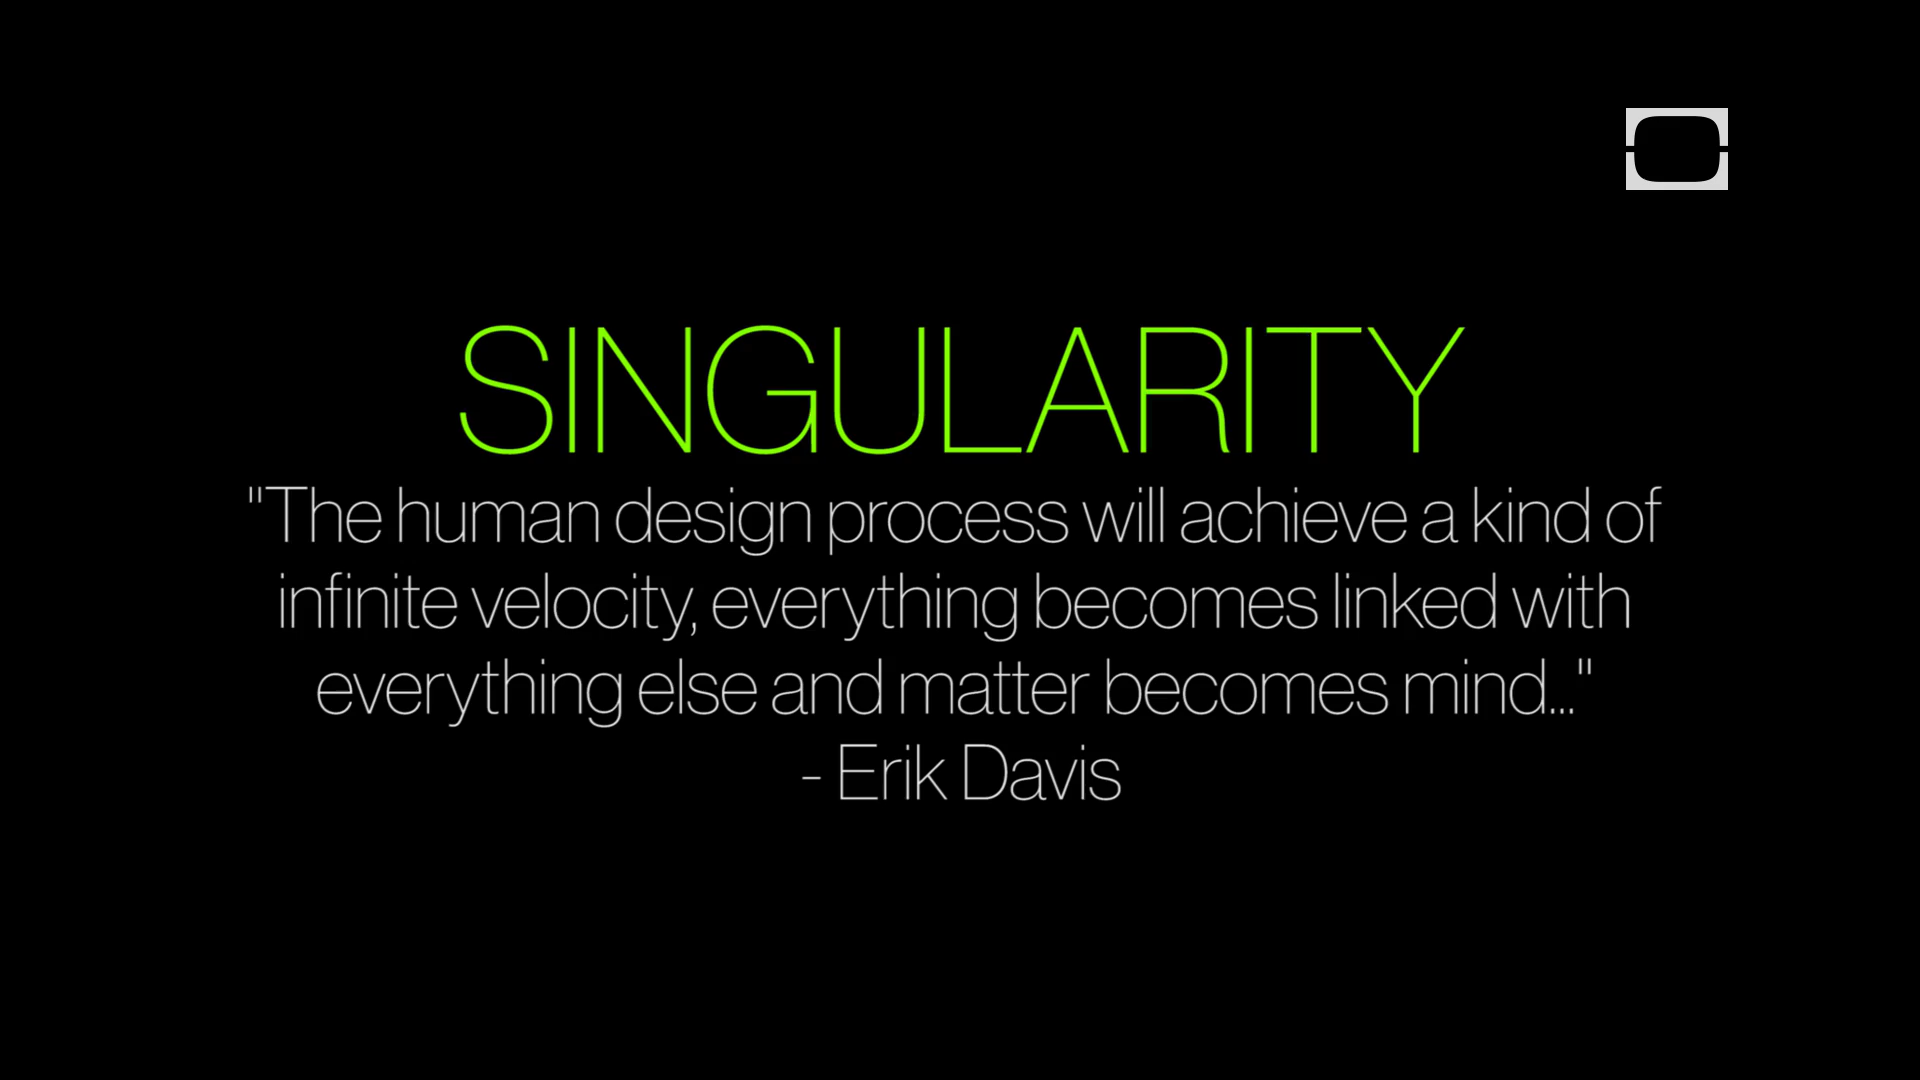 SINGULARITY
"The human design process will achieve a kind of
infinite velocity, everything becomes linked with
everything else and matter becomes mind..."
- Erik Davis